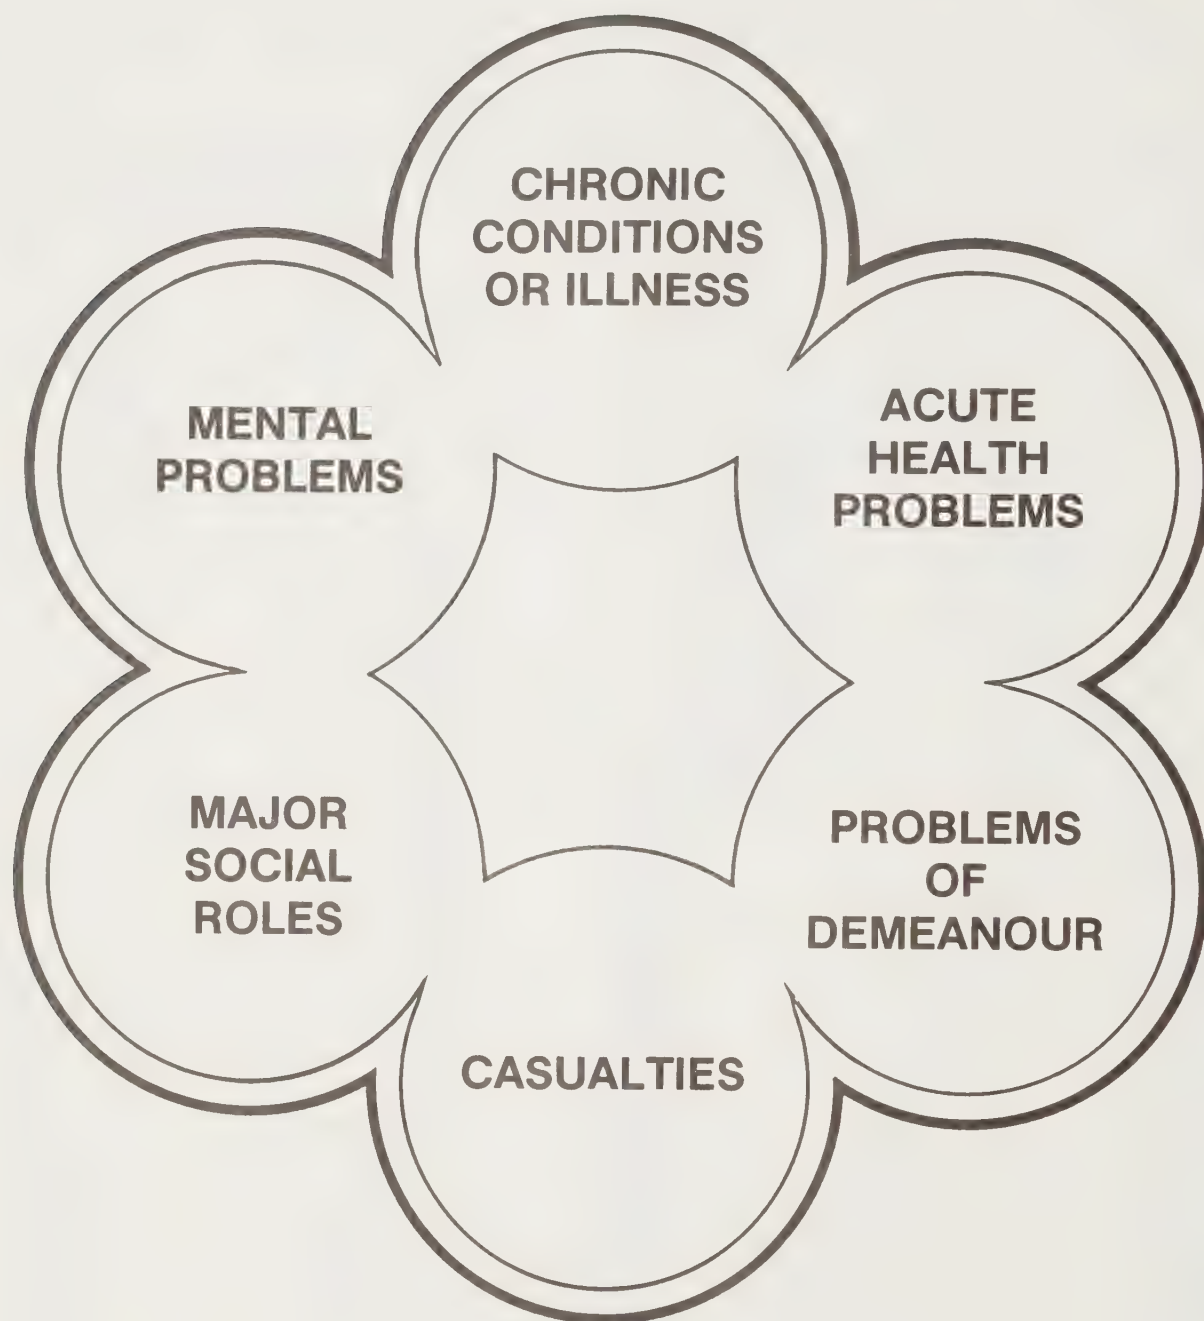 CHRONIC
CONDITIONS
OR ILLNESS
ACUTE
HEALTH
PROBLEMS
PROBLEMS
OF
DEMEANOUR
CASUALTIES
MAJOR
SOCIAL
ROLES
MENTAL
PROBLEMS